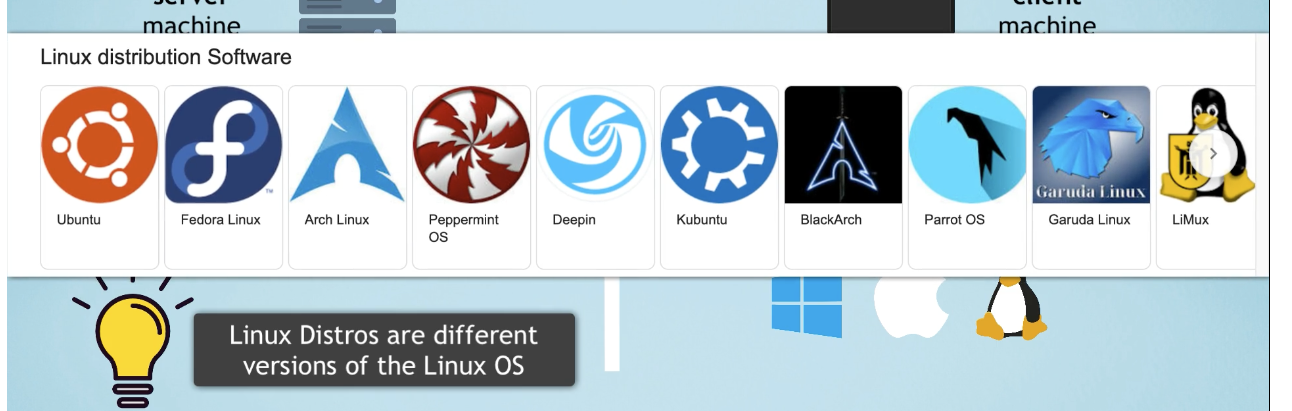 server
machine
client
machine
Linux distribution Software
Ubuntu
Fedora Linux
Arch Linux
Peppermint
OS
Deepin
Kubuntu
BlackArch
Parrot OS
Garuda Linux
Garuda Linux
LiMux
TM
Linux Distros are different
versions of the Linux OS